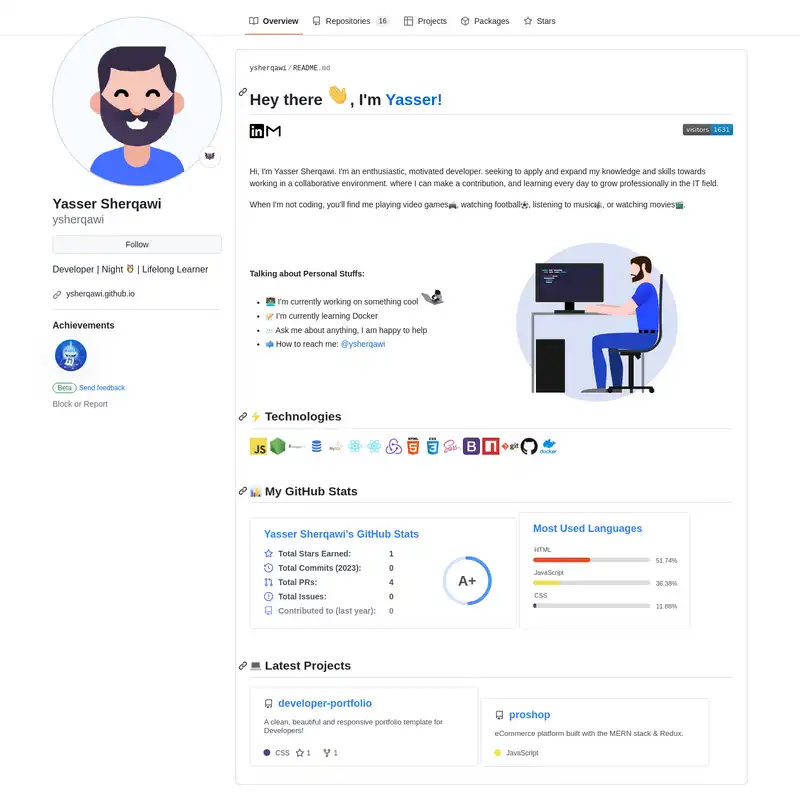 Overview Repositories 16 Projects Packages Stars
Yasser Sherqawi
ysherqawi
Follow
Developer | Night 🦉 | Lifelong Learner
ysherqawi.github.io
Achievements
Beta Send feedback
Block or Report
ysherqawi/README.md
Hey there 👋, I'm Yasser!
visitors 1631
Hi, I'm Yasser Sherqawi. I'm an enthusiastic, motivated developer. seeking to apply and expand my knowledge and skills towards
working in a collaborative environment. where I can make a contribution, and learning every day to grow professionally in the IT field.
When I'm not coding, you'll find me playing video games🎮, watching football⚽, listening to music🎼, or watching movies🎬.
Talking about Personal Stuffs:
👨🏻‍💻 I'm currently working on something cool
📝 I'm currently learning Docker
💬 Ask me about anything, I am happy to help
📫 How to reach me: @ysherqawi
⚡ Technologies
JS
MySQL
HTML
5
CSS
3
Sass
B
git
docker
📊 My GitHub Stats
Yasser Sherqawi's GitHub Stats
Total Stars Earned: 1
Total Commits (2023): 0
Total PRs: 4
Total Issues: 0
Contributed to (last year): 0
A+
Most Used Languages
HTML
51.74%
JavaScript
36.38%
CSS
11.88%
💻 Latest Projects
developer-portfolio
A clean, beautiful and responsive portfolio template for
Developers!
CSS 1 1
proshop
eCommerce platform built with the MERN stack & Redux.
JavaScript